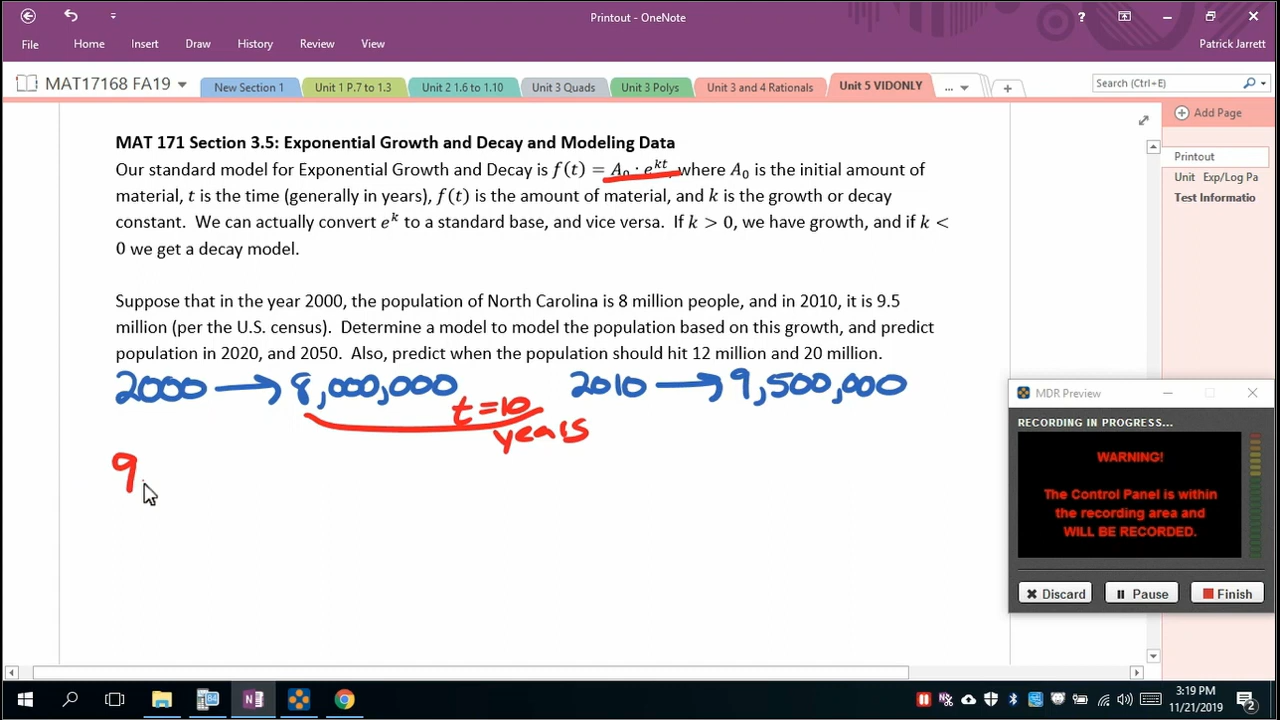 Printout - OneNote
?
File Home Insert Draw History Review View
Patrick Jarrett
MAT17168 FA19
New Section 1
Unit 1 P.7 to 1.3
Unit 2 1.6 to 1.10
Unit 3 Quads
Unit 3 Polys
Unit 3 and 4 Rationals
Unit 5 VIDONLY
...
+
Search (Ctrl+E)
Add Page
Printout
Unit Exp/Log Pa
Test Informatio
MAT 171 Section 3.5: Exponential Growth and Decay and Modeling Data
Our standard model for Exponential Growth and Decay is f(t) = A₀ · e^{kt}, where A₀ is the initial amount of
material, t is the time (generally in years), f(t) is the amount of material, and k is the growth or decay
constant. We can actually convert e^k to a standard base, and vice versa. If k > 0, we have growth, and if k <
0 we get a decay model.
Suppose that in the year 2000, the population of North Carolina is 8 million people, and in 2010, it is 9.5
million (per the U.S. census). Determine a model to model the population based on this growth, and predict
population in 2020, and 2050. Also, predict when the population should hit 12 million and 20 million.
2000 → 8,000,000 2010 → 9,500,000
t = 10
years
9
MDR Preview
RECORDING IN PROGRESS...
WARNING!
The Control Panel is within
the recording area and
WILL BE RECORDED.
Discard Pause Finish
3:19 PM
11/21/2019
2